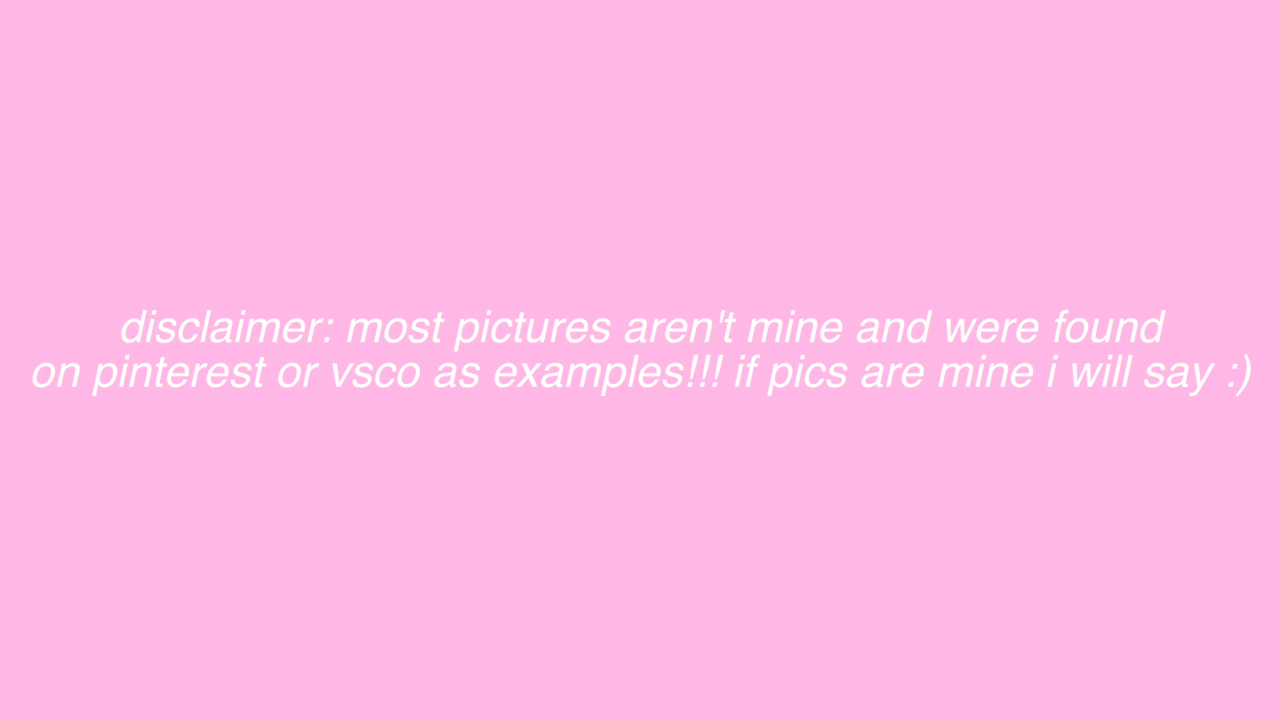 disclaimer: most pictures aren't mine and were found
on pinterest or vsco as examples!!! if pics are mine i will say :)